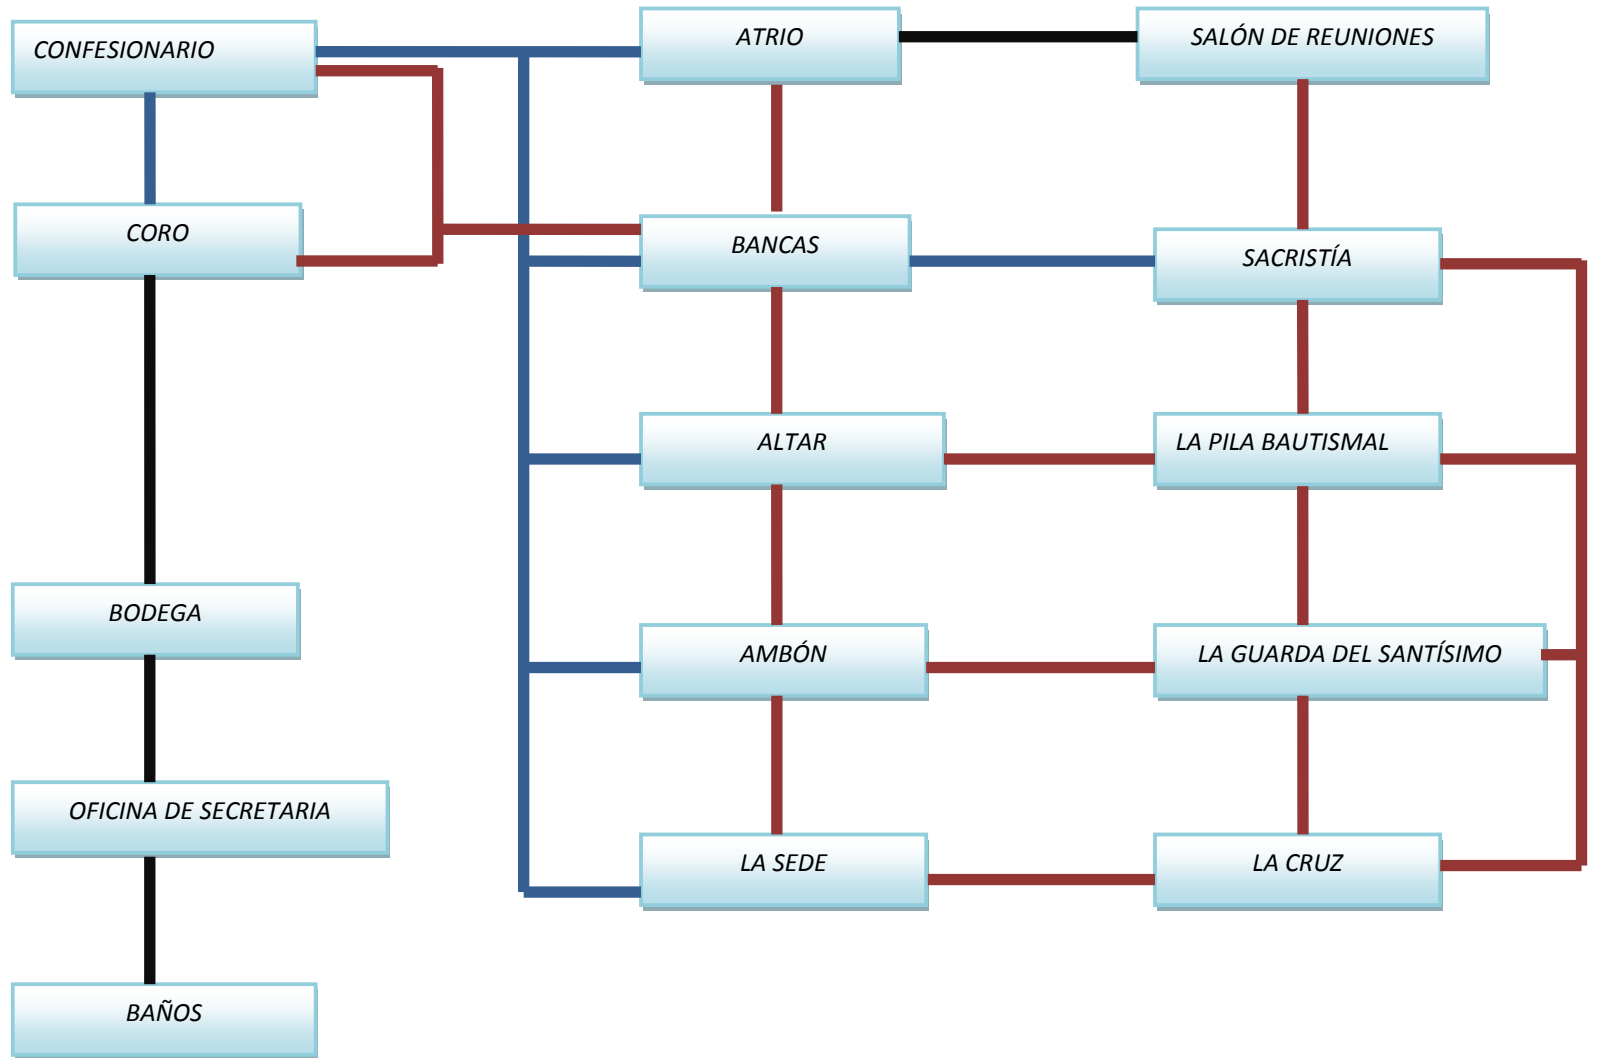 CONFESIONARIO
ATRIO
SALÓN DE REUNIONES
CORO
BANCAS
SACRISTÍA
ALTAR
LA PILA BAUTISMAL
BODEGA
AMBÓN
LA GUARDA DEL SANTÍSIMO
OFICINA DE SECRETARIA
LA SEDE
LA CRUZ
BAÑOS